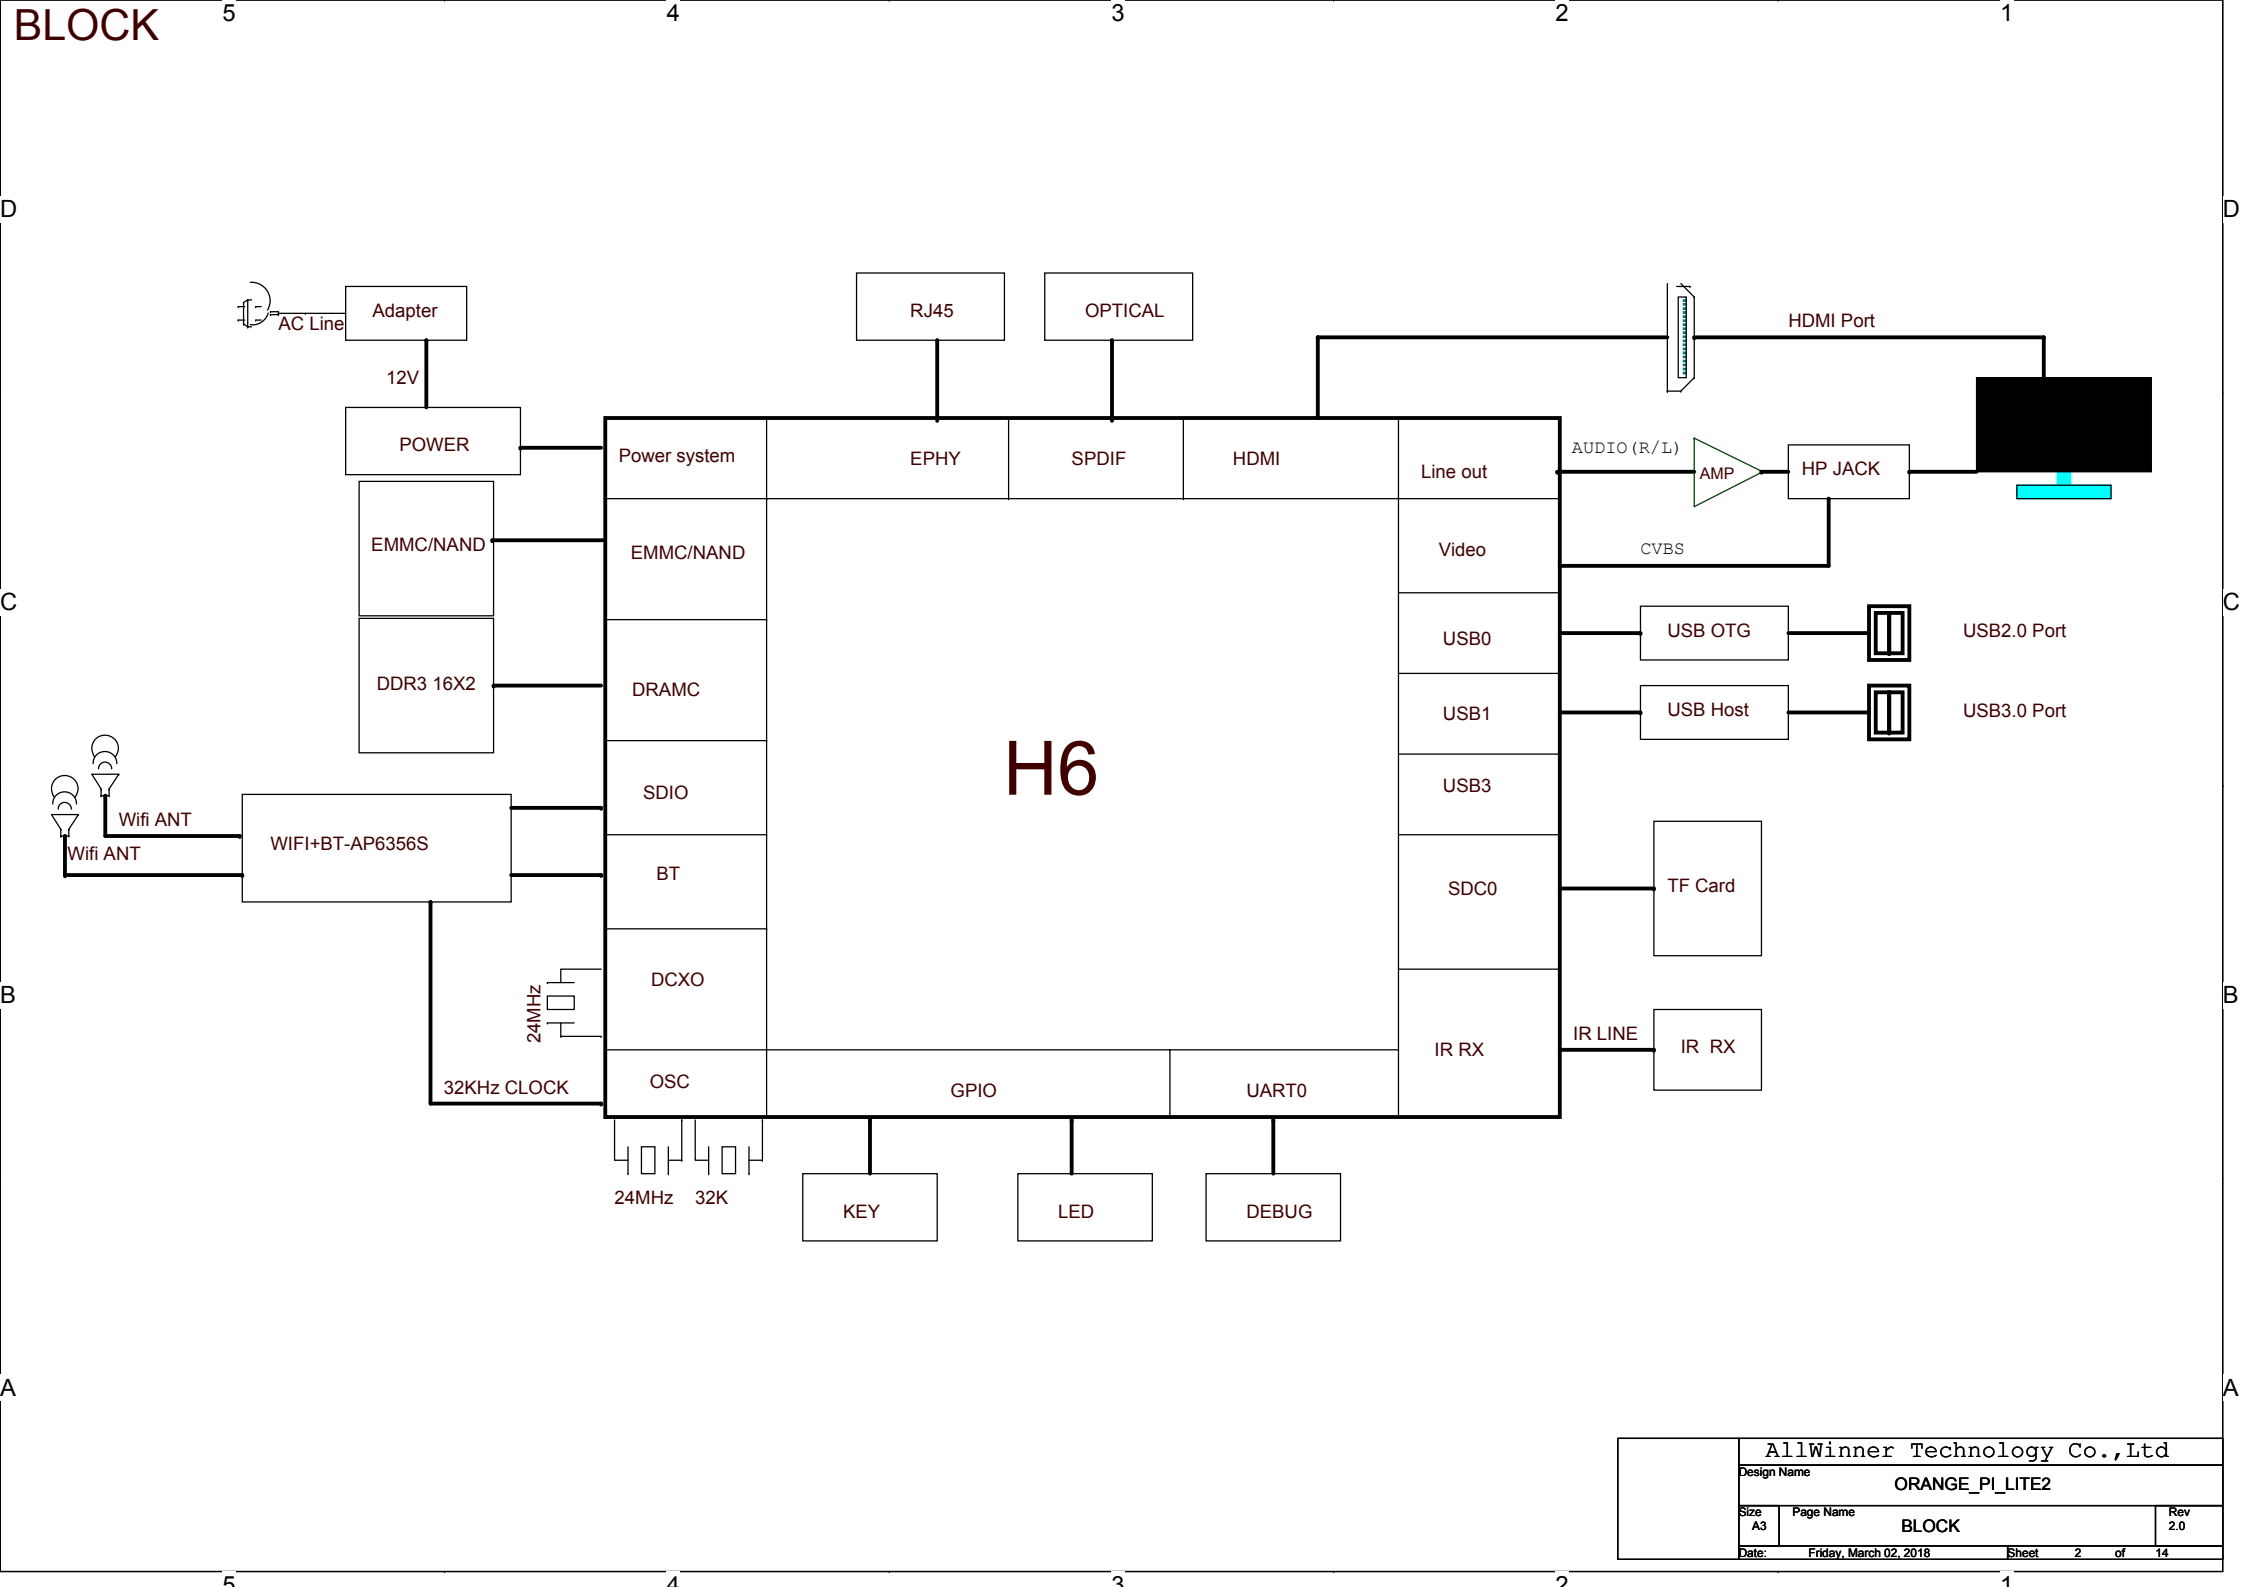 BLOCK
5
4
3
2
1
D
D
AC Line
Adapter
RJ45
OPTICAL
HDMI Port
12V
POWER
Power system
EPHY
SPDIF
HDMI
Line out
AUDIO(R/L)
AMP
HP JACK
EMMC/NAND
EMMC/NAND
Video
CVBS
C
C
USB0
USB OTG
USB2.0 Port
DDR3 16X2
DRAMC
USB1
USB Host
USB3.0 Port
H6
USB3
SDIO
Wifi ANT
Wifi ANT
WIFI+BT-AP6356S
BT
SDC0
TF Card
DCXO
24MHz
B
B
IR RX
IR LINE
IR RX
32KHz CLOCK
OSC
GPIO
UART0
24MHz
32K
KEY
LED
DEBUG
A
A
AllWinner Technology Co.,Ltd
Design Name
ORANGE_PI_LITE2
Size
A3
Page Name
BLOCK
Rev
2.0
Date: Friday, March 02, 2018 Sheet 2 of 14
5
4
3
2
1